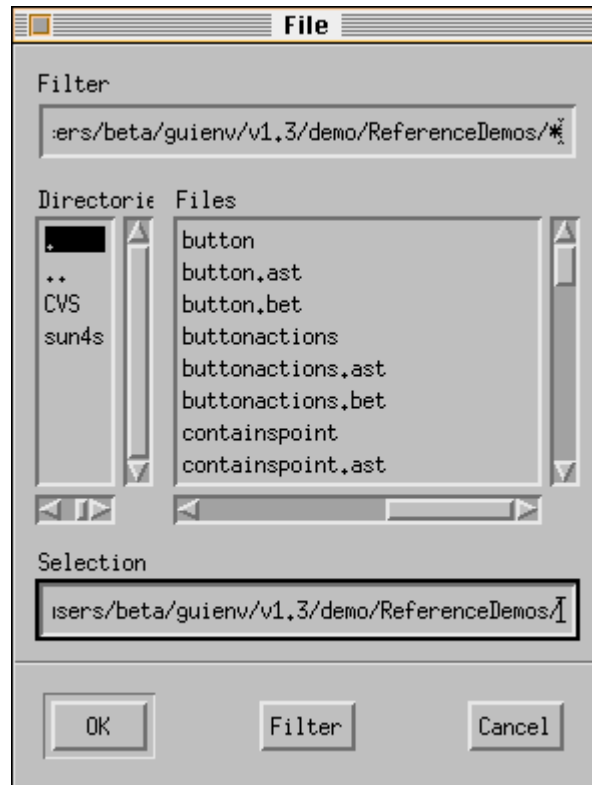 File
Filter
:ers/beta/guienv/v1.3/demo/ReferenceDemos/*
Directorie
.
..
CVS
sun4s
Files
button
button.ast
button.bet
buttonactions
buttonactions.ast
buttonactions.bet
containspoint
containspoint.ast
Selection
users/beta/guienv/v1.3/demo/ReferenceDemos/
OK
Filter
Cancel